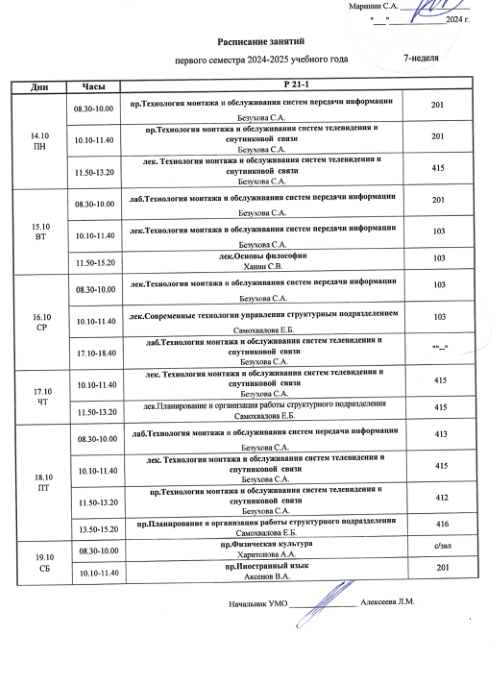 Маринин С.А. ____________
"___"______________2024 г.
Расписание занятий
первого семестра 2024-2025 учебного года 7-неделя
Дни Часы Р 21-1
14.10
ПН
08.30-10.00 пр.Технология монтажа и обслуживания систем передачи информации 201
Безухова С.А.
10.10-11.40 пр.Технология монтажа и обслуживания систем телевидения и 201
спутниковой связи
Безухова С.А.
11.50-13.20 лек. Технология монтажа и обслуживания систем телевидения и 415
спутниковой связи
Безухова С.А.
15.10
ВТ
08.30-10.00 лаб.Технология монтажа и обслуживания систем передачи информации 201
Безухова С.А.
10.10-11.40 лек.Технология монтажа и обслуживания систем передачи информации 103
Безухова С.А.
11.50-15.20 лек.Основы философии 103
Ханин С.В.
16.10
СР
08.30-10.00 лек.Технология монтажа и обслуживания систем передачи информации 103
Безухова С.А.
10.10-11.40 лек.Современные технологии управления структурным подразделением 103
Самохвалова Е.Б.
17.10-18.40 лаб.Технология монтажа и обслуживания систем телевидения и ""--"
спутниковой связи
Безухова С.А.
17.10
ЧТ
10.10-11.40 лек. Технология монтажа и обслуживания систем телевидения и 415
спутниковой связи
Безухова С.А.
11.50-13.20 лек.Планирование и организация работы структурного подразделения 415
Самохвалова Е.Б.
18.10
ПТ
08.30-10.00 лаб.Технология монтажа и обслуживания систем передачи информации 413
Безухова С.А.
10.10-11.40 лек. Технология монтажа и обслуживания систем телевидения и 415
спутниковой связи
Безухова С.А.
11.50-13.20 пр.Технология монтажа и обслуживания систем телевидения и 412
спутниковой связи
Безухова С.А.
13.50-15.20 пр.Планирование и организация работы структурного подразделения 416
Самохвалова Е.Б.
19.10
СБ
08.30-10.00 пр.Физическая культура с/зал
Харитонова А.А.
10.10-11.40 пр.Иностранный язык 201
Аксенов В.А.
Начальник УМО ________________ Алексеева Л.М.